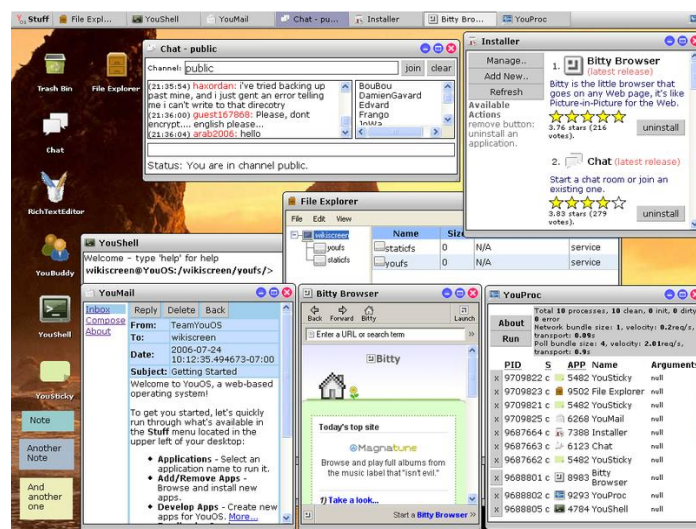 Stuff
File Expl...
YouShell
YouMail
Chat - pu...
Installer
Bitty Bro...
YouProc
Trash Bin
File Explorer
Chat
RichTextEditor
YouBuddy
YouShell
YouSticky
Note
Another
Note
And
another
one
Chat - public
Channel: public
join
clear
(21:35:54) haxordan: i've tried backing up
past mine, and i just gent an error telling
me i can't write to that direcotry
(21:36:00) guest167868: Please, dont
encrypt.... english please...
(21:36:04) arab2006: hello
BouBou
DamienGavard
Edvard
Frango
Status: You are in channel public.
Installer
Manage..
Add New..
Refresh
Available
Actions
remove button:
uninstall an
application.
1. Bitty Browser
(latest release)
Bitty is the little browser that
goes on any Web page, it's like
Picture-in-Picture for the Web.
3.76 stars (216
votes).
uninstall
2. Chat (latest release)
Start a chat room or join an
existing one.
3.83 stars (279
votes).
uninstall
File Explorer
File Edit View
wikiscreen
youfs
staticfs
Name
staticfs 0 N/A service
youfs 0 N/A service
YouShell
Welcome - type 'help' for help
wikiscreen@YouOS:/wikiscreen/youfs/>
YouMail
Inbox
Compose
About
Reply Delete Back
From: TeamYouOS
To: wikiscreen
Date: 2006-07-24
10:12:35.494673-07:00
Subject: Getting Started
Welcome to YouOS, a web-based
operating system!
To get you started, let's quickly
run through what's available in
the Stuff menu located in the
upper left of your desktop:
♦ Applications - Select an
application name to run it.
♦ Add/Remove Apps -
Browse and install new
apps.
♦ Develop Apps - Create new
apps for YouOS. More...
Bitty Browser
Back Forward Bitty Launch
Enter a URL or search term
Bitty
Today's top site
Magnatune
Browse and play full albums from
the music label that "isn't evil."
Take a look...
Start a Bitty Browser »
YouProc
About
Run
Total 10 processes, 10 clean, 0 init, 0 dirty
0 error
Network bundle size: 1, velocity: 0.2req/s,
transport: 0.09s
Poll bundle size: 4, velocity: 2.01req/s,
transport: 0.9s
PID S APP Name Arguments
x 9709822 c 5482 YouSticky null
x 9709823 c 9502 File Explorer null
x 9709821 c 5482 YouSticky null
x 9709825 c 6268 YouMail null
x 9687664 c 7388 Installer null
x 9687663 c 6123 Chat null
x 9687662 c 5482 YouSticky null
x 9688801 c 8983 Bitty
Browser null
x 9688802 c 9293 YouProc null
x 9688805 c 4784 YouShell null